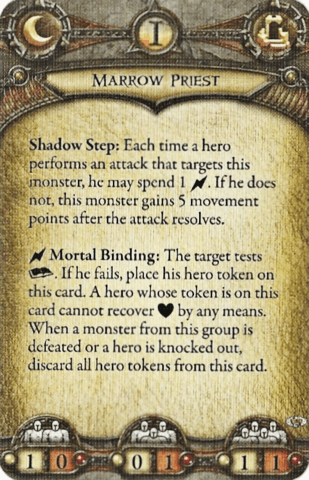 I
MARROW PRIEST
Shadow Step: Each time a hero
performs an attack that targets this
monster, he may spend 1 . If he does
not, this monster gains 5 movement
points after the attack resolves.
Mortal Binding: The target tests
. If he fails, place his hero token on
this card. A hero whose token is on this
card cannot recover by any means.
When a monster from this group is
defeated or a hero is knocked out,
discard all hero tokens from this card.
1 0 0 1 1 1